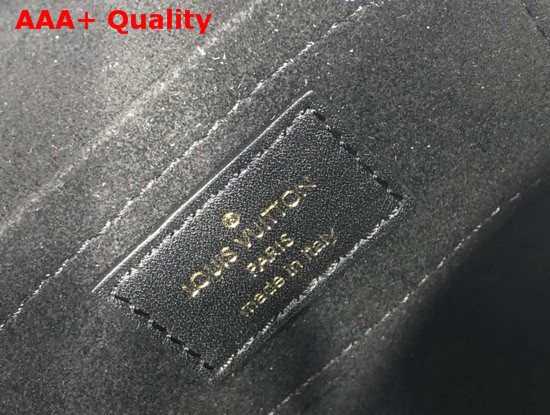 AAA+ Quality
®
LOUIS VUITTON
PARIS
made in Italy